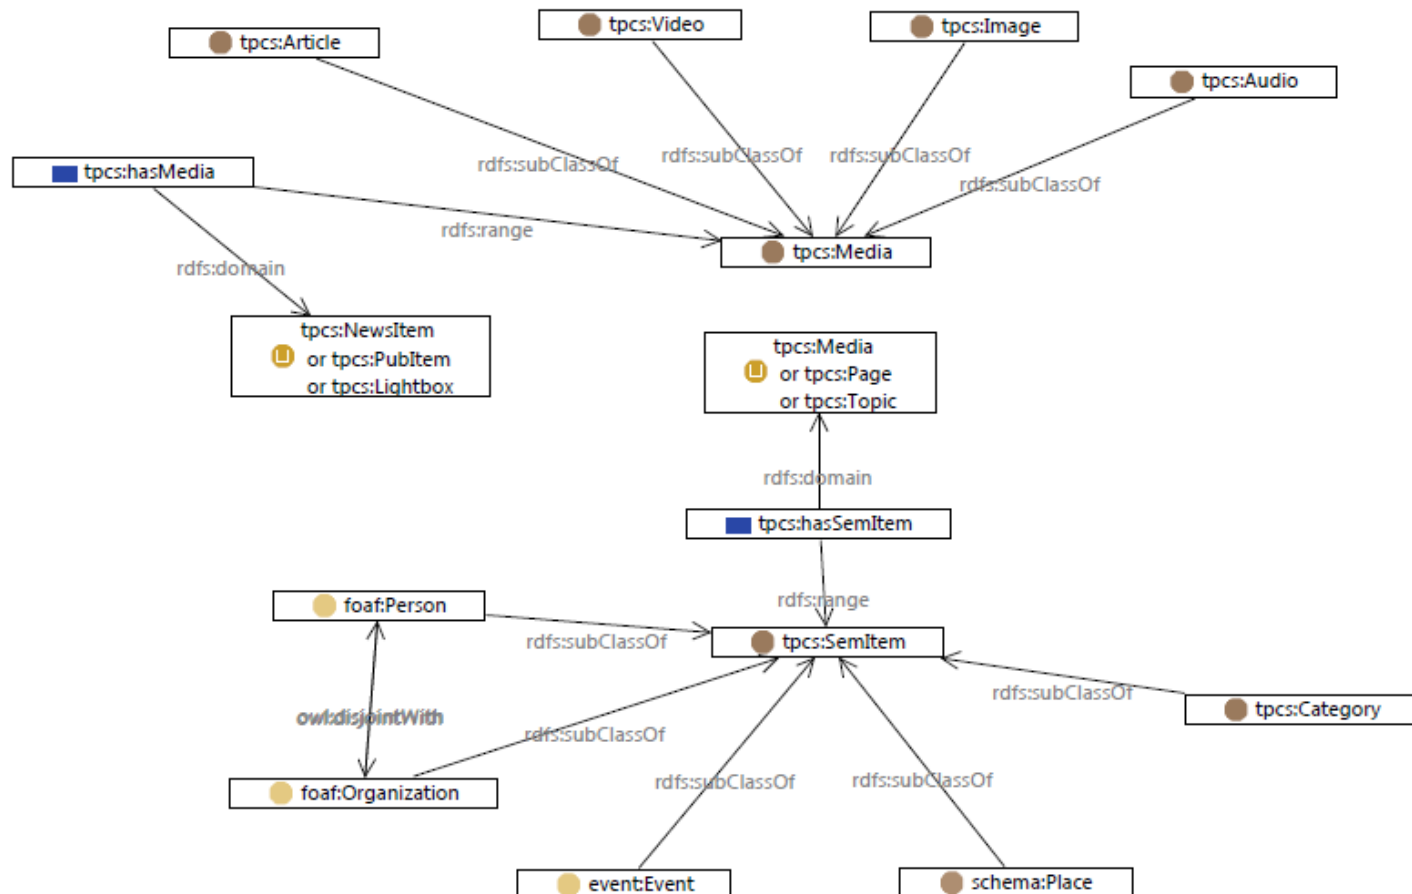 tpcs:Video
tpcs:Image
tpcs:Article
tpcs:Audio
rdfs:subClassOf
rdfs:subClassOf
rdfs:subClassOf
rdfs:subClassOf
tpcs:hasMedia
rdfs:range
tpcs:Media
rdfs:domain
tpcs:NewsItem
or tpcs:PubItem
or tpcs:Lightbox
tpcs:Media
or tpcs:Page
or tpcs:Topic
rdfs:domain
tpcs:hasSemItem
rdfs:range
foaf:Person
rdfs:subClassOf
tpcs:SemItem
rdfs:subClassOf
tpcs:Category
owl:disjointWith
rdfs:subClassOf
rdfs:subClassOf
rdfs:subClassOf
foaf:Organization
event:Event
schema:Place